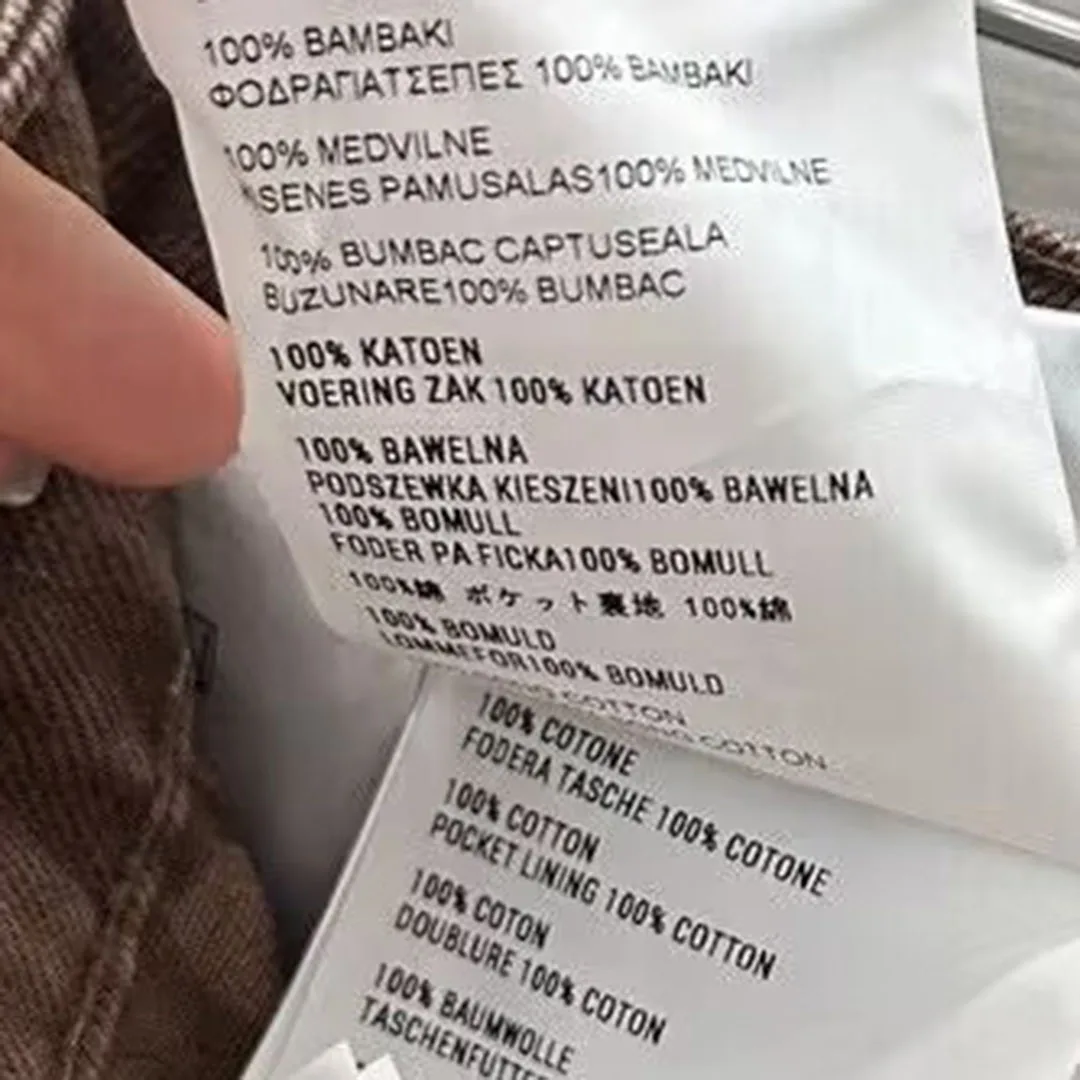 100% BAMBAKI
ΦΟΔΡΑΓΙΑΤΣΕΠΕΣ 100% BAMBAKI
100% MEDVILNE
SENES PAMUSALAS100% MEDVILNE
100% BUMBAC CAPTUSEALA
BUZUNARE100% BUMBAC
100% KATOEN
VOERING ZAK 100% KATOEN
100% BAWELNA
PODSZEWKA KIESZENI100% BAWELNA
100% BOMULL
FODER PA FICKA100% BOMULL
100%綿 ポケット裏地 100%綿
100% BOMULD
LOMMEFOR100% BOMULD
COTTON
COTTON
100% COTONE
FODERA TASCHE 100% COTONE
100% COTTON
POCKET LINING 100% COTTON
100% COTON
DOUBLURE 100% COTON
100% BAUMWOLLE